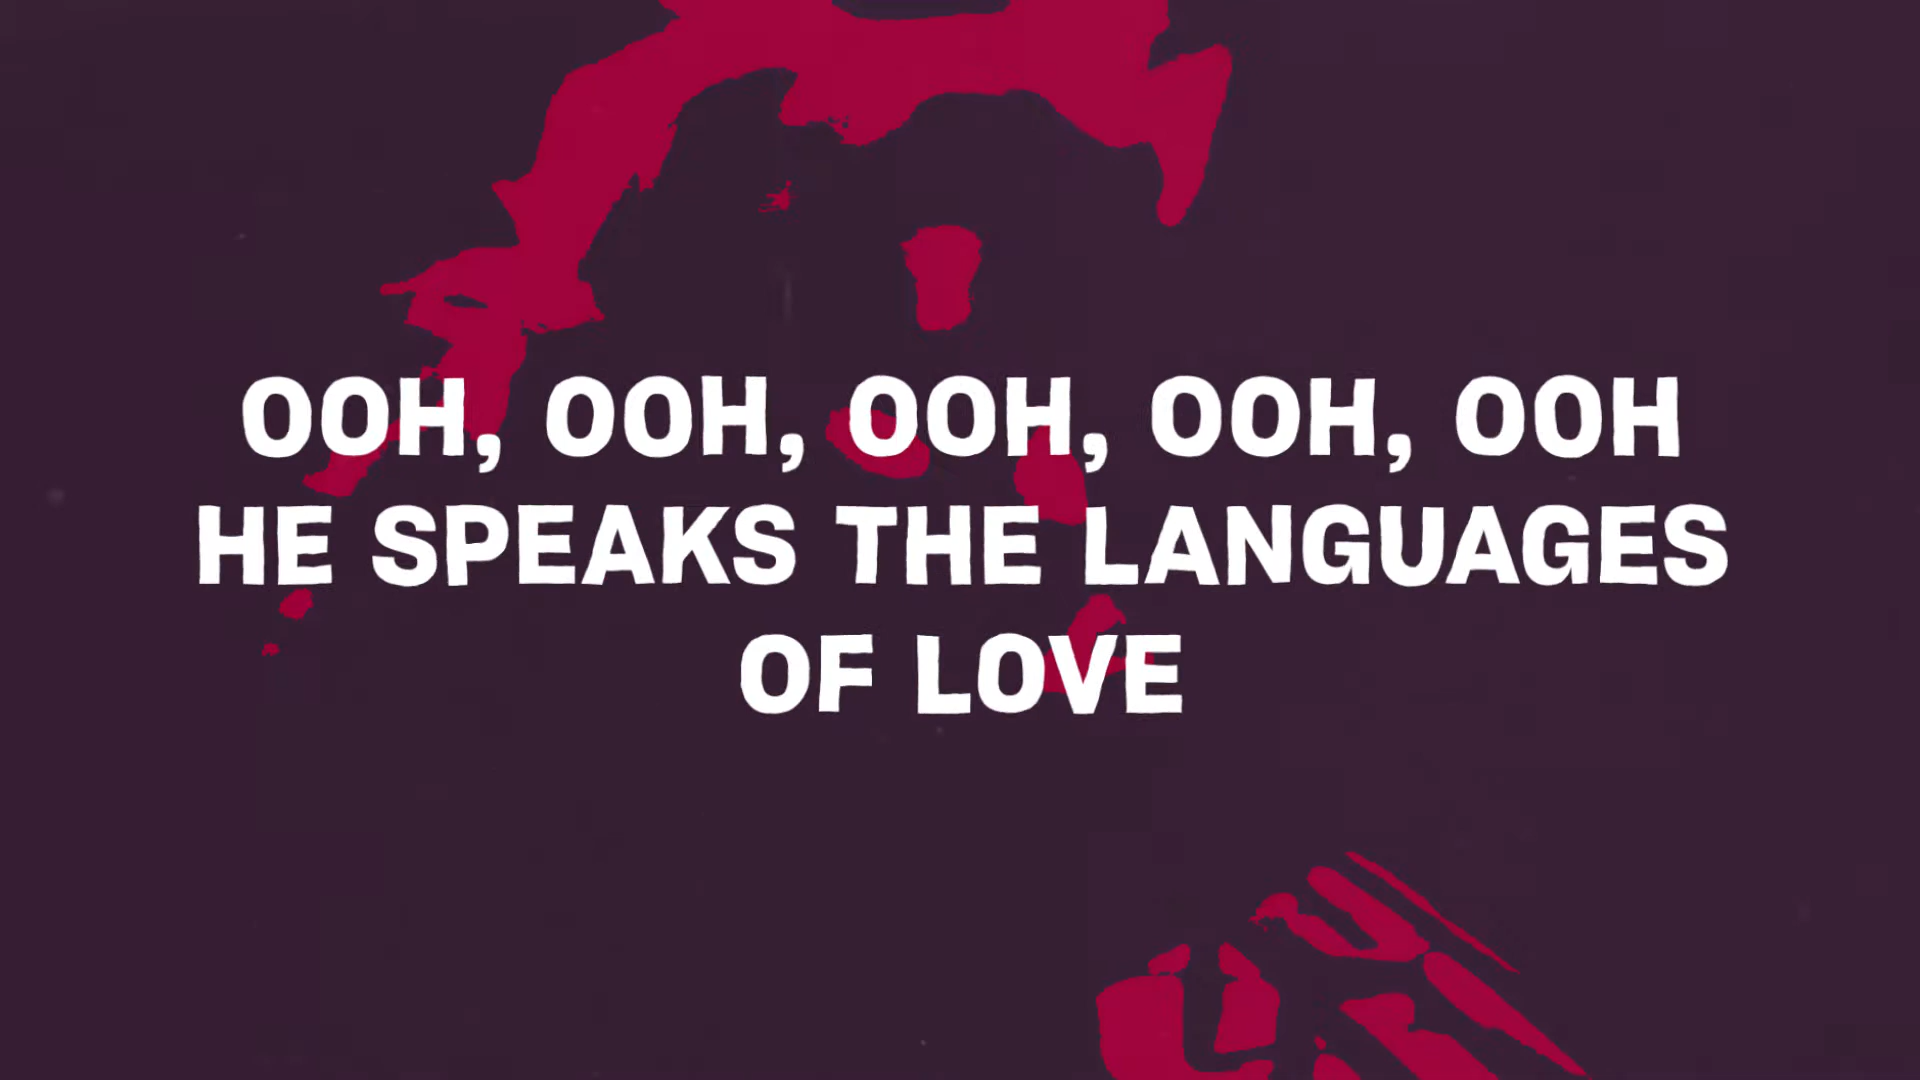 OOH, OOH, OOH, OOH, OOH
HE SPEAKS THE LANGUAGES
OF LOVE